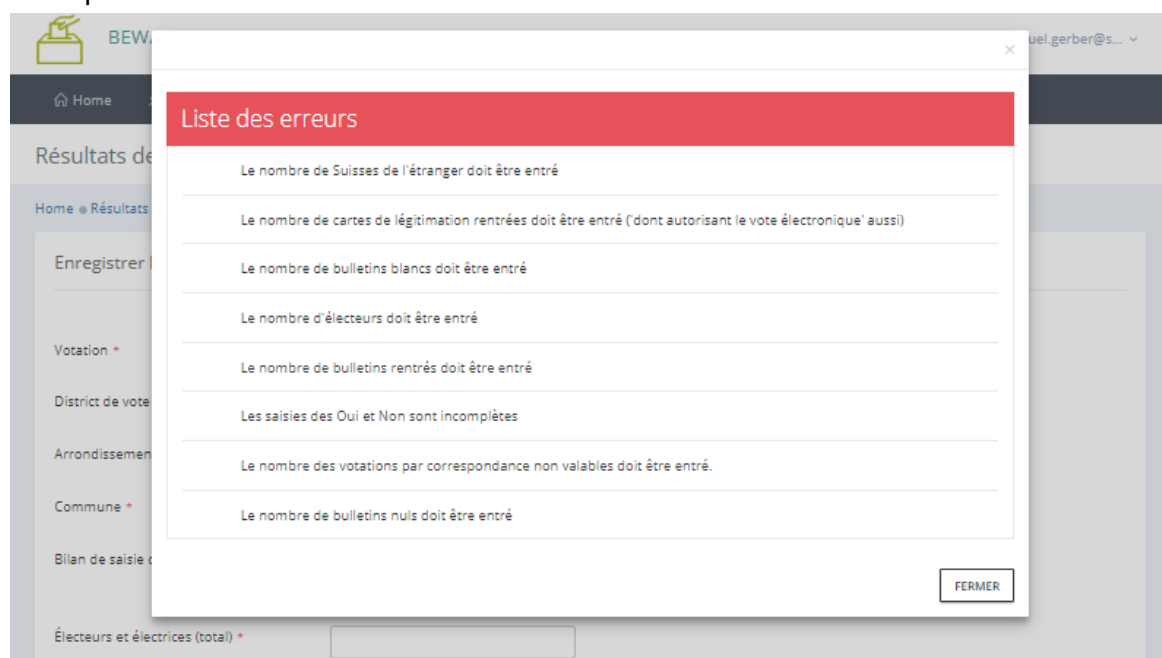 BEWA
uel.gerber@s...
×
Home
Liste des erreurs
Résultats de
Le nombre de Suisses de l'étranger doit être entré
Home Résultats
Le nombre de cartes de légitimation rentrées doit être entré ('dont autorisant le vote électronique' aussi)
Enregistrer
Le nombre de bulletins blancs doit être entré
Le nombre d'électeurs doit être entré
Votation *
Le nombre de bulletins rentrés doit être entré
District de vote
Les saisies des Oui et Non sont incomplètes
Arrondissemen
Le nombre des votations par correspondance non valables doit être entré.
Commune *
Le nombre de bulletins nuls doit être entré
Bilan de saisie
FERMER
Électeurs et électrices (total) *